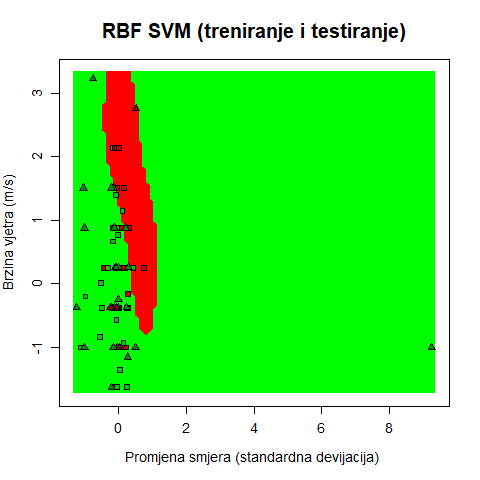 RBF SVM (treniranje i testiranje)
Brzina vjetra (m/s)
3
2
1
0
-1
0 2 4 6 8
Promjena smjera (standardna devijacija)